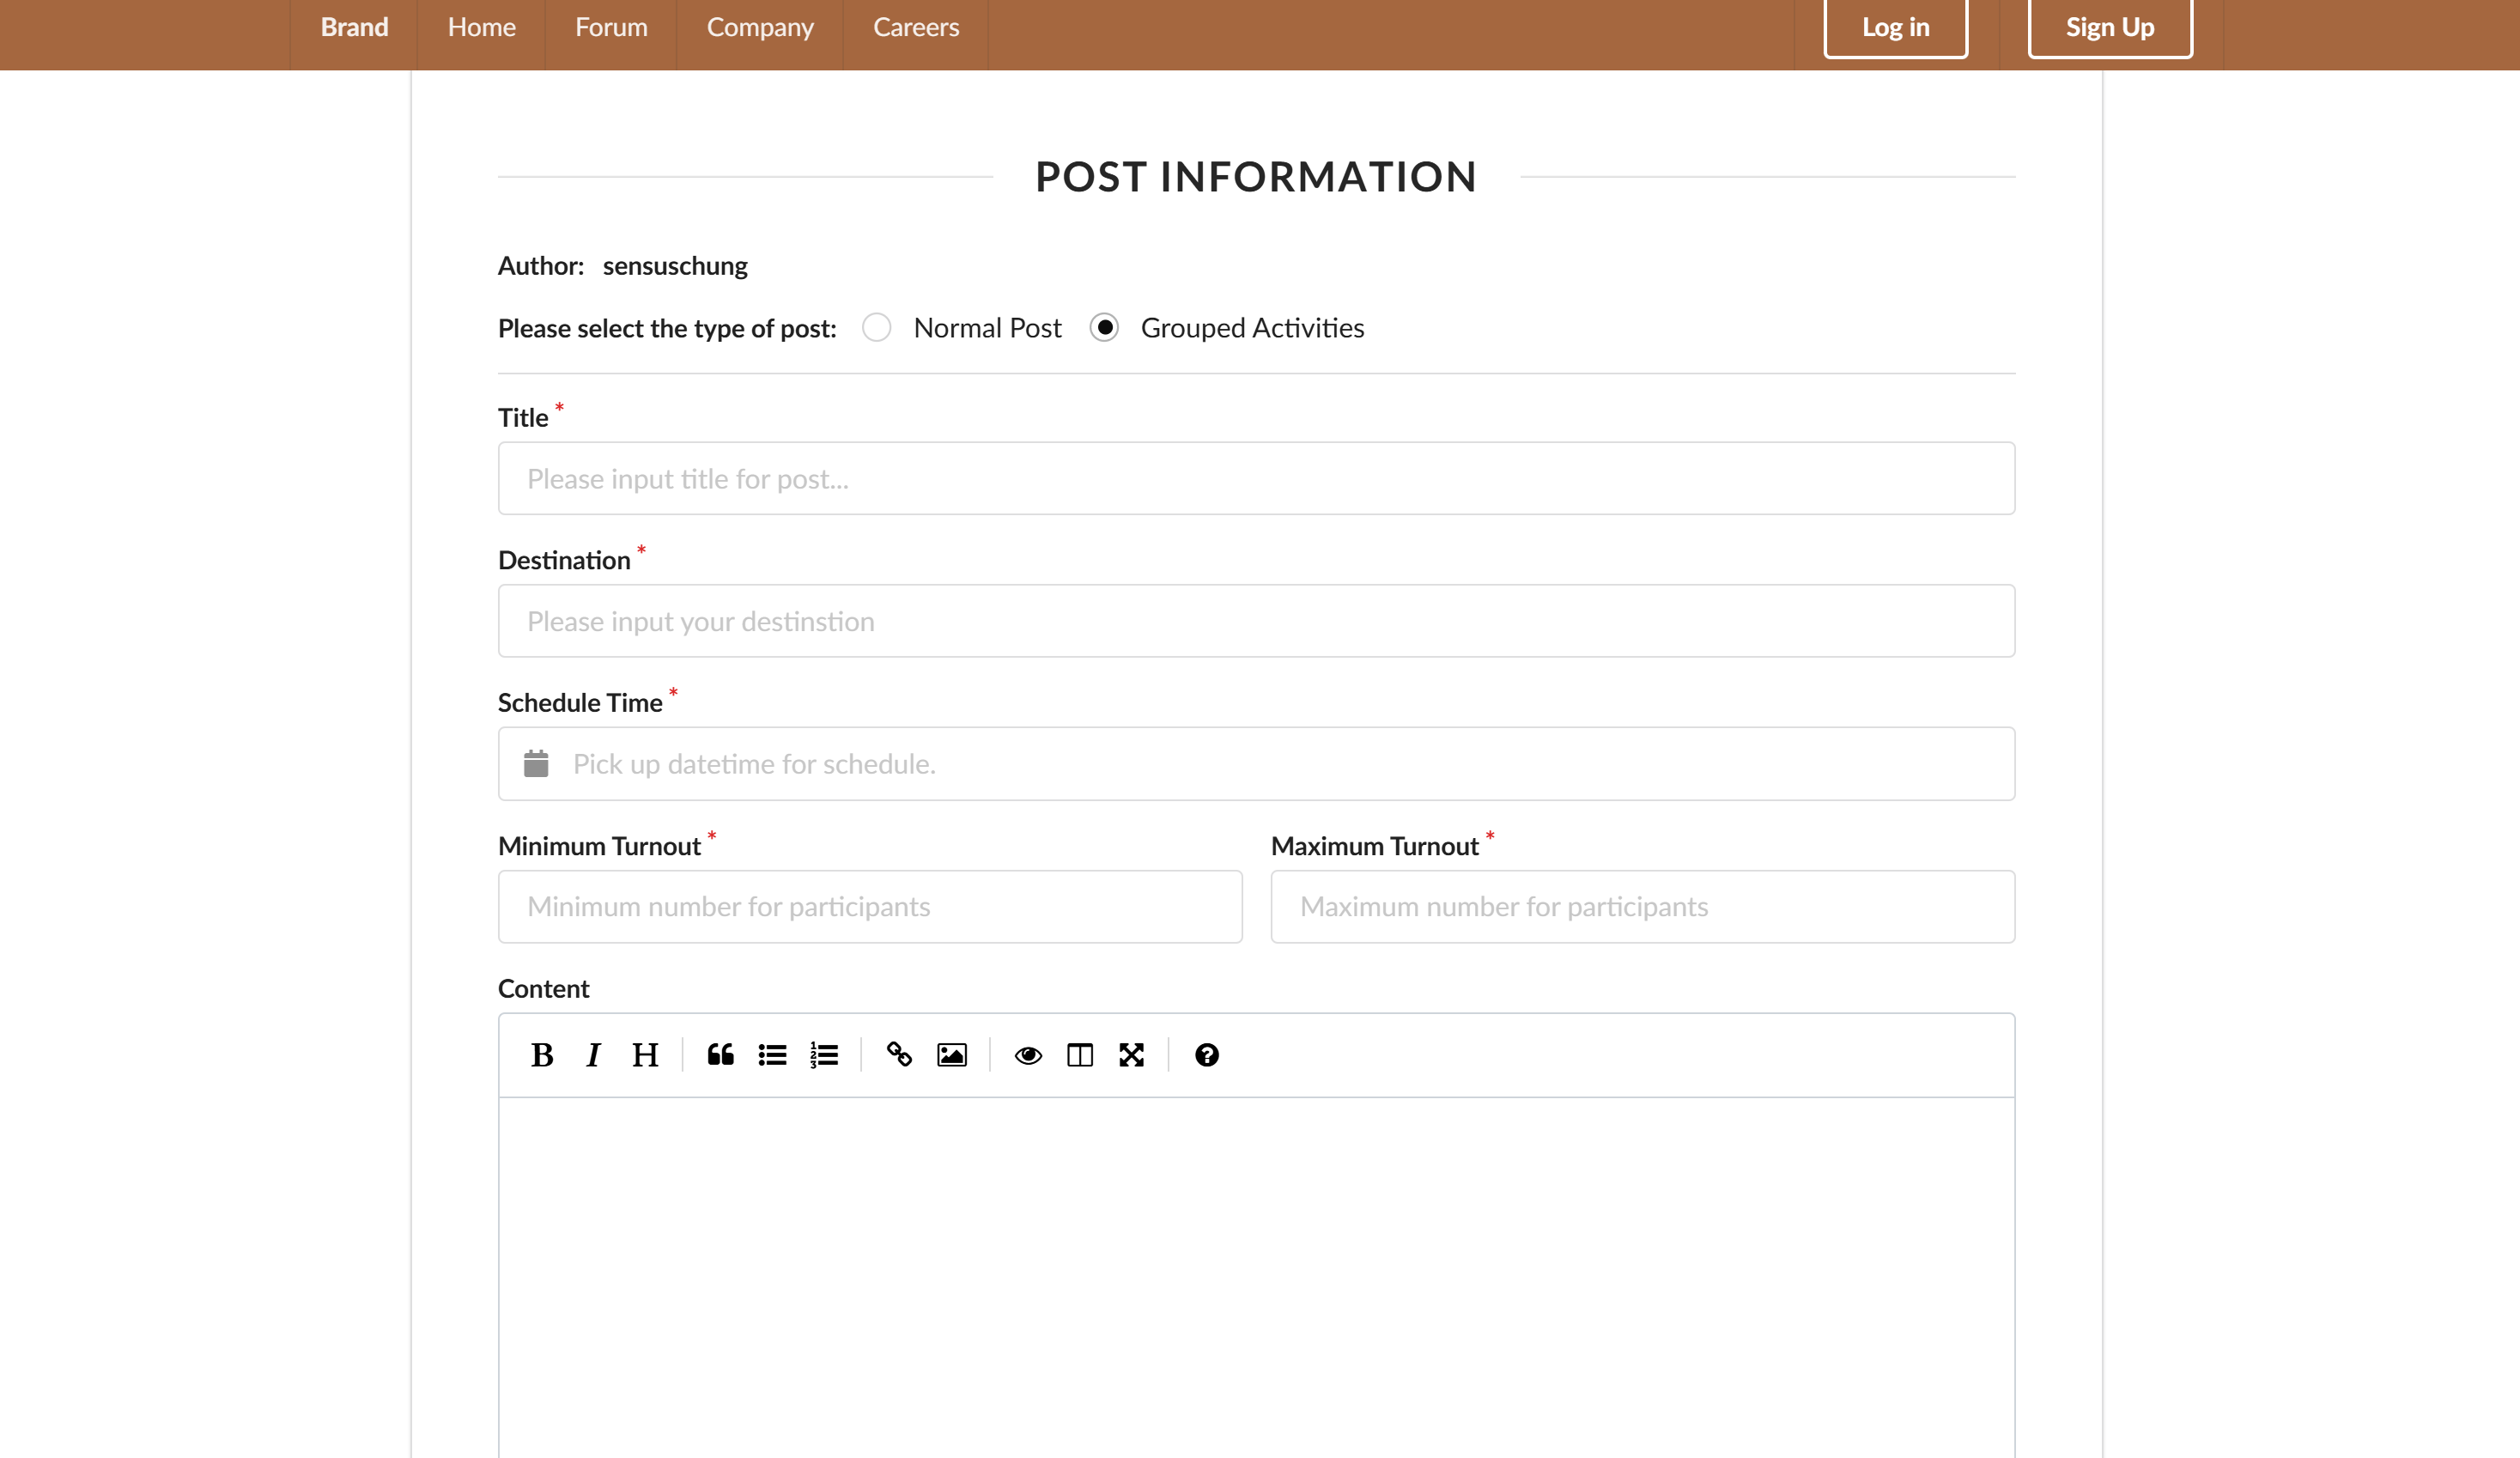 Brand Home Forum Company Careers Log in Sign Up
POST INFORMATION
Author: sensuschung
Please select the type of post: Normal Post Grouped Activities
Title *
Please input title for post...
Destination *
Please input your destinstion
Schedule Time *
Pick up datetime for schedule.
Minimum Turnout * Maximum Turnout *
Minimum number for participants Maximum number for participants
Content
B I H